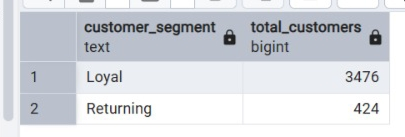 customer_segment total_customers
text bigint
1 Loyal 3476
2 Returning 424